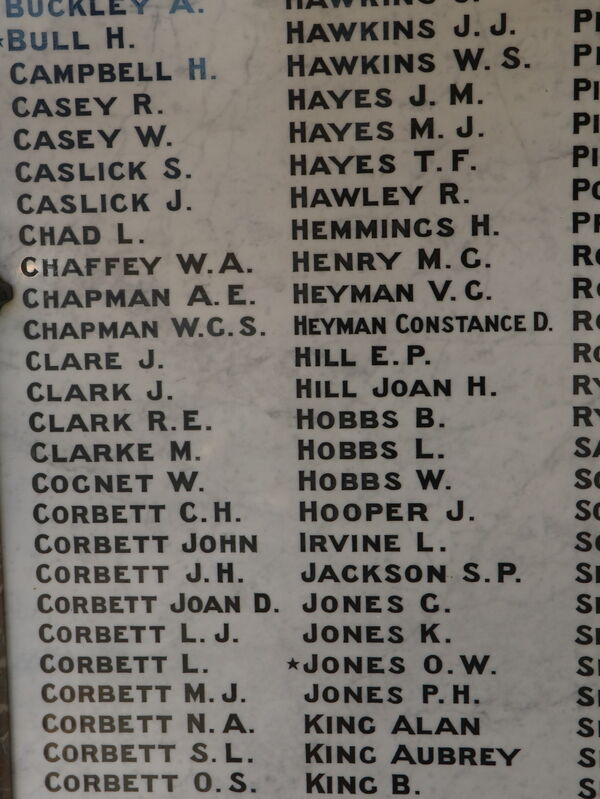 BUCKLEY A.
★BULL H.
CAMPBELL H.
CASEY R.
CASEY W.
CASLICK S.
CASLICK J.
CHAD L.
CHAFFEY W.A.
CHAPMAN A.E.
CHAPMAN W.G.S.
CLARE J.
CLARK J.
CLARK R.E.
CLARKE M.
COGNET W.
CORBETT C.H.
CORBETT JOHN
CORBETT J.H.
CORBETT JOAN D.
CORBETT L.J.
CORBETT L.
CORBETT M.J.
CORBETT N.A.
CORBETT S.L.
CORBETT O.S.
HAWKINS J.J.
HAWKINS W.S.
HAYES J.M.
HAYES M.J.
HAYES T.F.
HAWLEY R.
HEMMINGS H.
HENRY M.G.
HEYMAN V.G.
HEYMAN CONSTANCE D.
HILL E.P.
HILL JOAN H.
HOBBS B.
HOBBS L.
HOBBS W.
HOOPER J.
IRVINE L.
JACKSON S.P.
JONES G.
JONES K.
★JONES O.W.
JONES P.H.
KING ALAN
KING AUBREY
KING B.